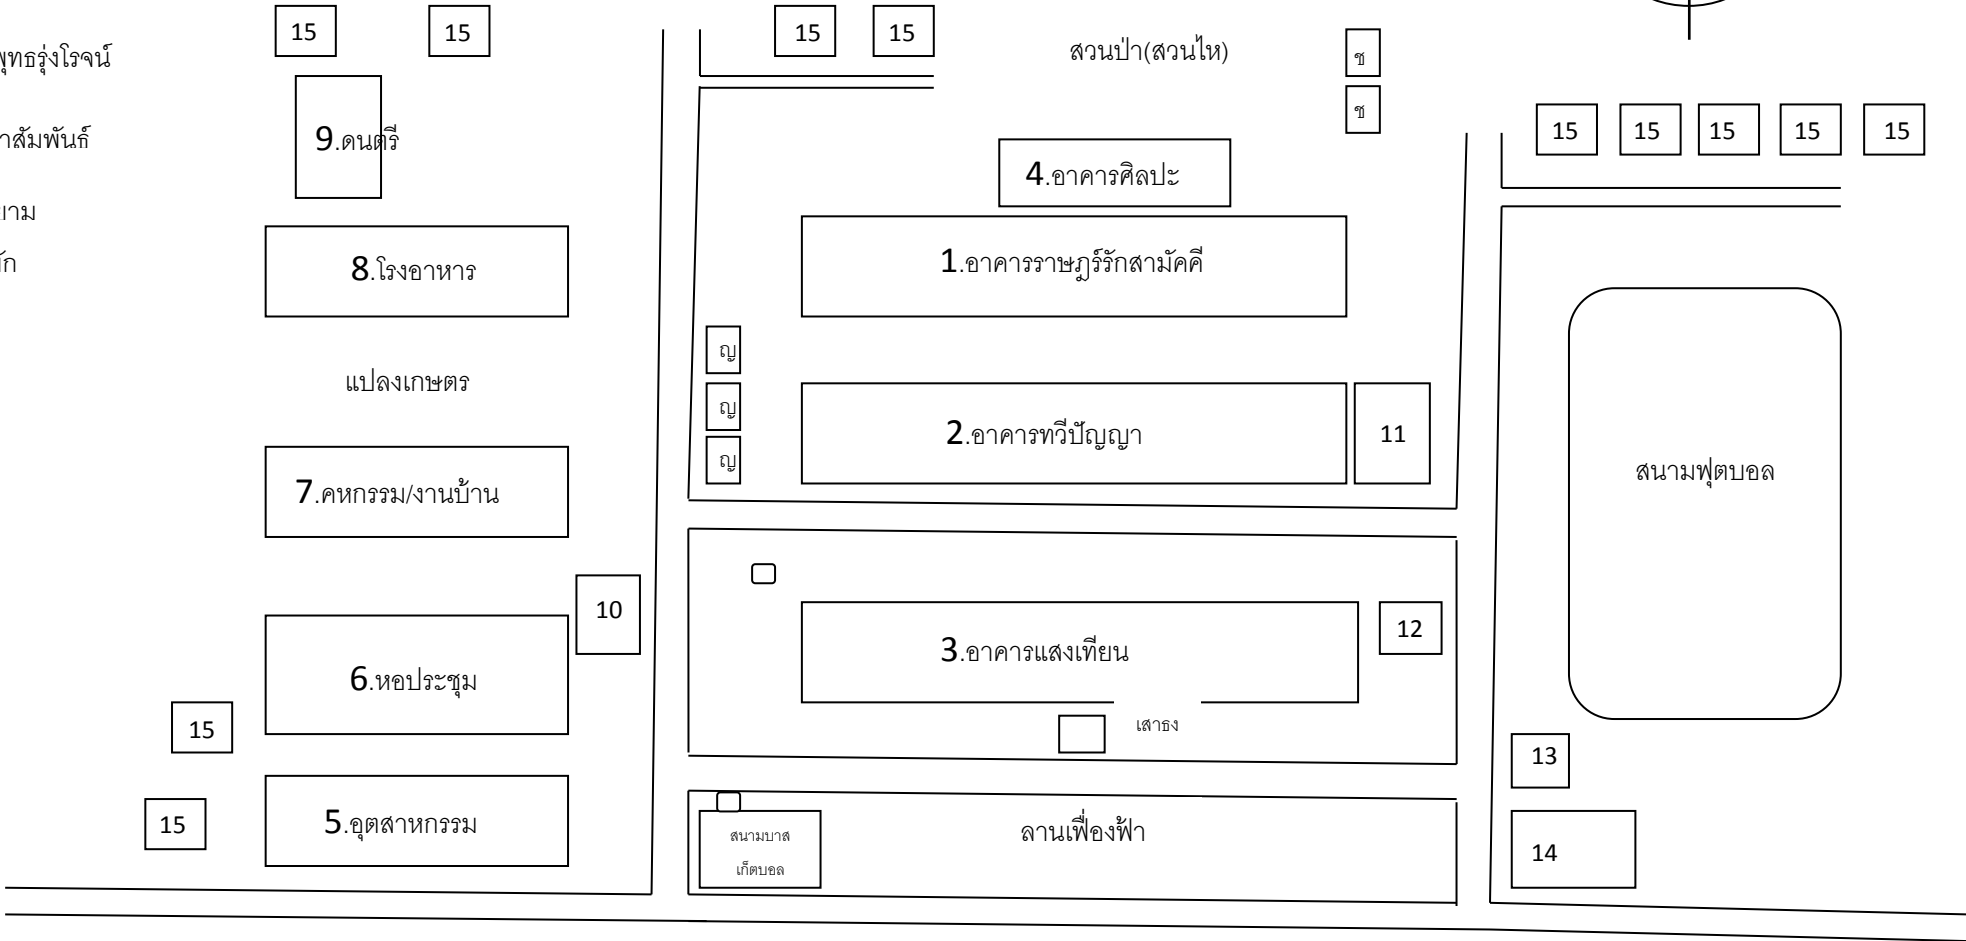 15
15
15
15
พุทธรุ่งโรจน์
สวนป่า(สวนไห)
ช
ช
15
15
15
15
15
าสัมพันธ์
9.ดนตรี
4.อาคารศิลปะ
8.โรงอาหาร
1.อาคารราษฎร์รักสามัคคี
ญ
แปลงเกษตร
ญ
2.อาคารทวีปัญญา
11
ญ
สนามฟุตบอล
7.คหกรรม/งานบ้าน
10
3.อาคารแสงเทียน
12
6.หอประชุม
15
เสาธง
13
15
5.อุตสาหกรรม
สนามบาส
เก็ตบอล
ลานเฟื่องฟ้า
14